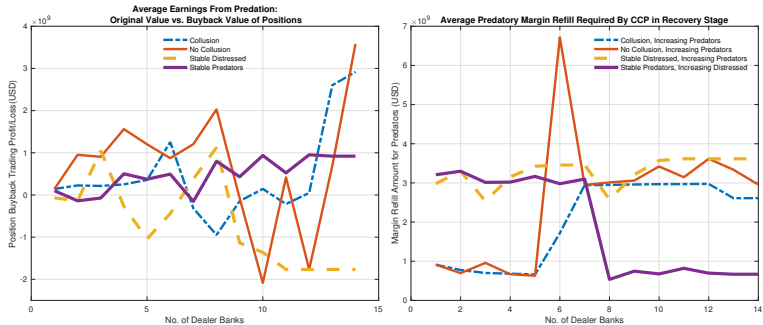 Average Earnings From Predation:
Original Value vs. Buyback Value of Positions
×10⁹
Position Buyback Trading Profit/Loss(USD)
4
3
2
1
0
-1
-2
0
5
10
15
No. of Dealer Banks
Collusion
No Collusion
Stable Distressed
Stable Predators
Average Predatory Margin Refill Required By CCP in Recovery Stage
×10⁹
Margin Refill Amount for Predators (USD)
7
6
5
4
3
2
1
0
0
2
4
6
8
10
12
14
No. of Dealer Banks
Collusion, Increasing Predators
No Collusion, Increasing Predators
Stable Distressed, Increasing Predators
Stable Predators, Increasing Distressed